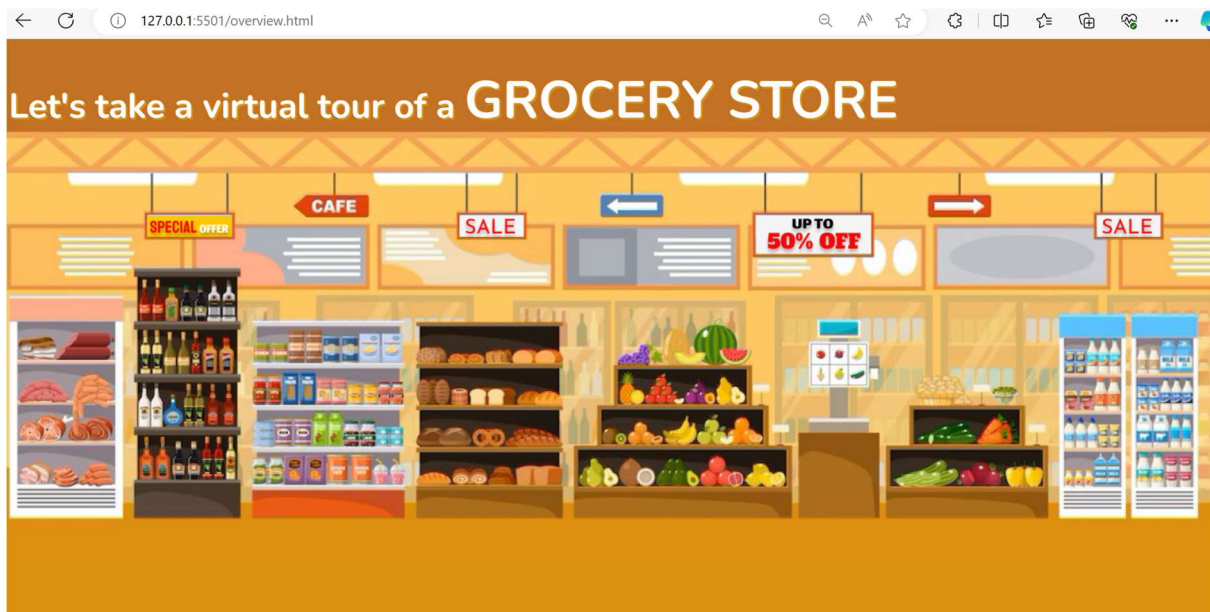 127.0.0.1:5501/overview.html
Let's take a virtual tour of a GROCERY STORE
CAFE
SPECIAL OFFER
SALE
UP TO
50% OFF
SALE